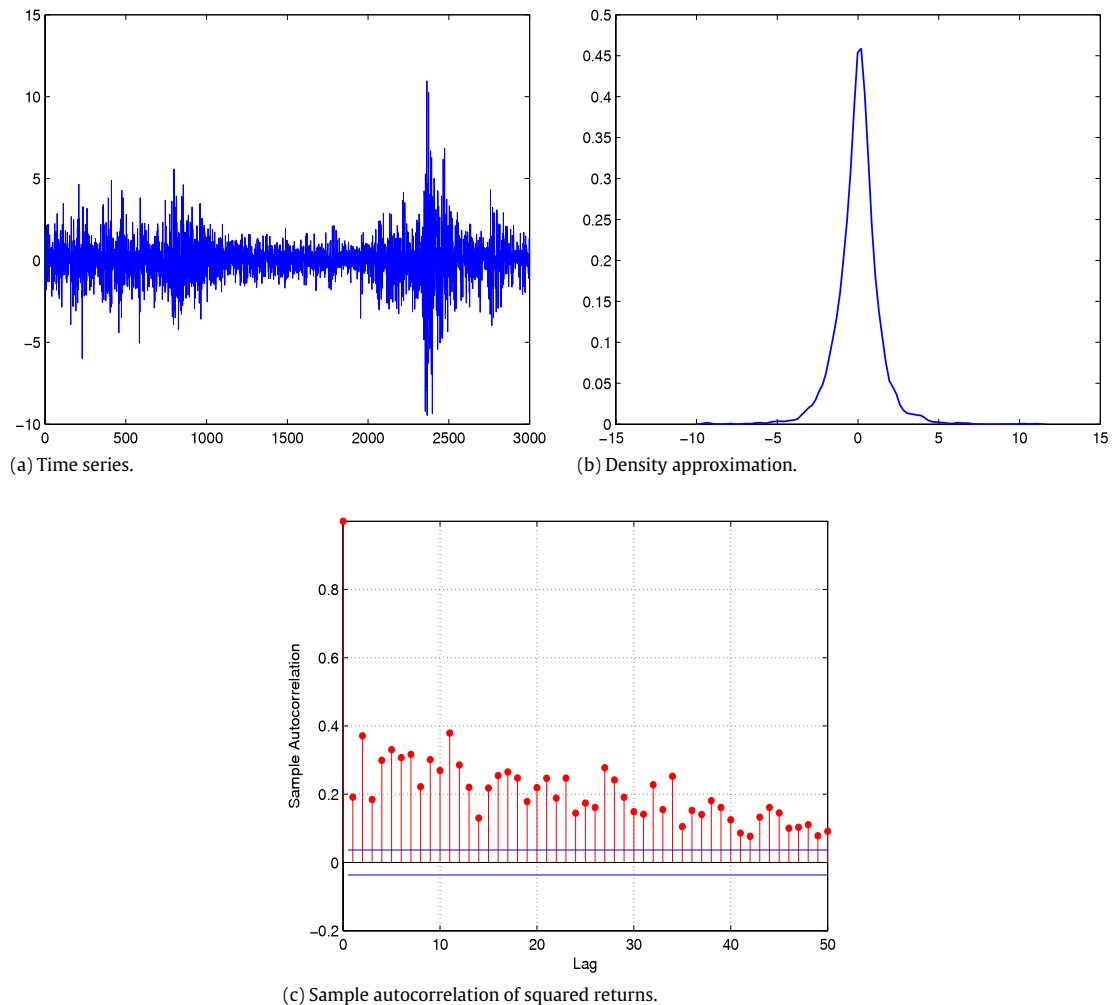 15
10
5
0
−5
−10
0 500 1000 1500 2000 2500 3000
(a) Time series.
0.5
0.45
0.4
0.35
0.3
0.25
0.2
0.15
0.1
0.05
0
−15 −10 −5 0 5 10 15
(b) Density approximation.
Sample Autocorrelation
0.8
0.6
0.4
0.2
0
−0.2
0 10 20 30 40 50
Lag
(c) Sample autocorrelation of squared returns.